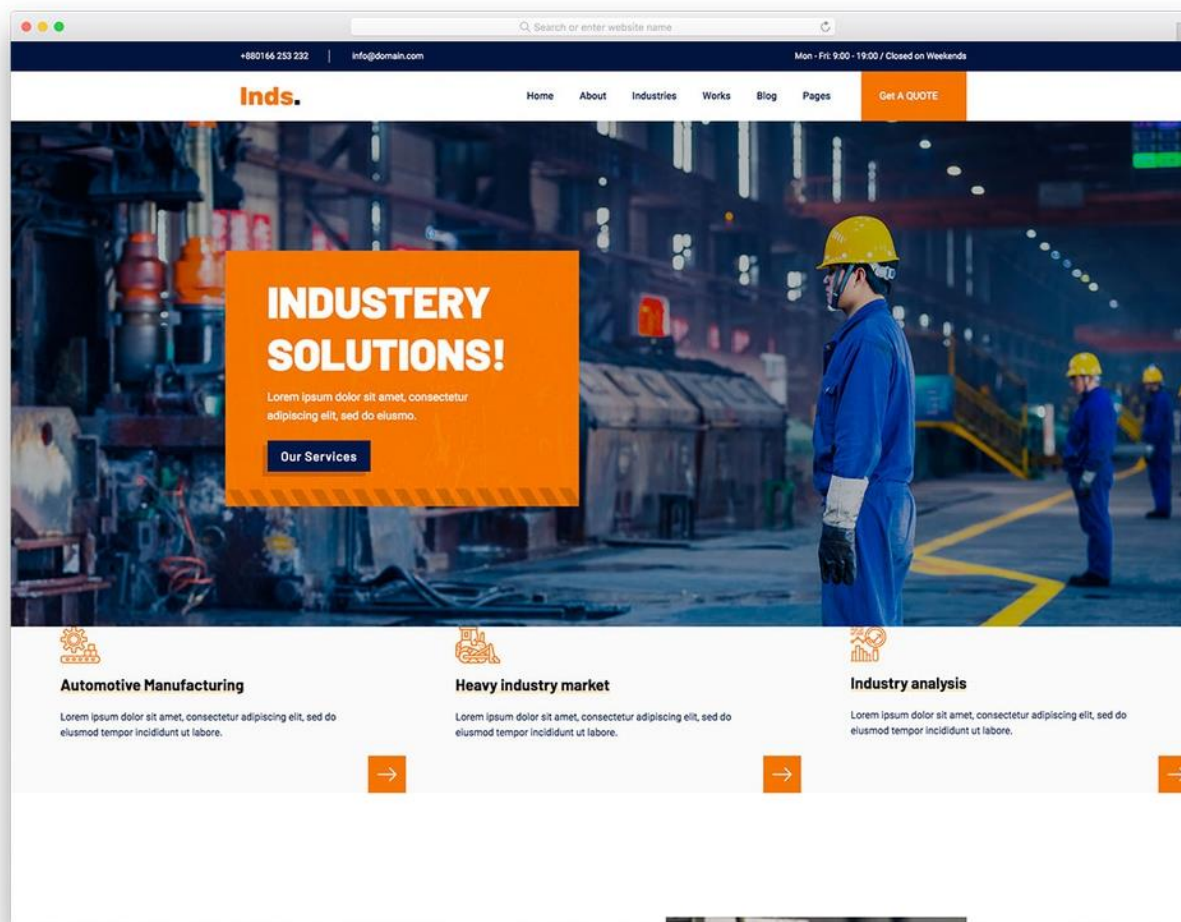 Search or enter website name
+880166 253 232 | info@domain.com Mon - Fri: 9:00 - 19:00 / Closed on Weekends
Inds. Home About Industries Works Blog Pages Get A QUOTE
INDUSTERY
SOLUTIONS!
Lorem ipsum dolor sit amet, consectetur
adipiscing elit, sed do eiusmo.
Our Services
Automotive Manufacturing
Lorem ipsum dolor sit amet, consectetur adipiscing elit, sed do
eiusmod tempor incididunt ut labore.
Heavy industry market
Lorem ipsum dolor sit amet, consectetur adipiscing elit, sed do
eiusmod tempor incididunt ut labore.
Industry analysis
Lorem ipsum dolor sit amet, consectetur adipiscing elit, sed do
eiusmod tempor incididunt ut labore.